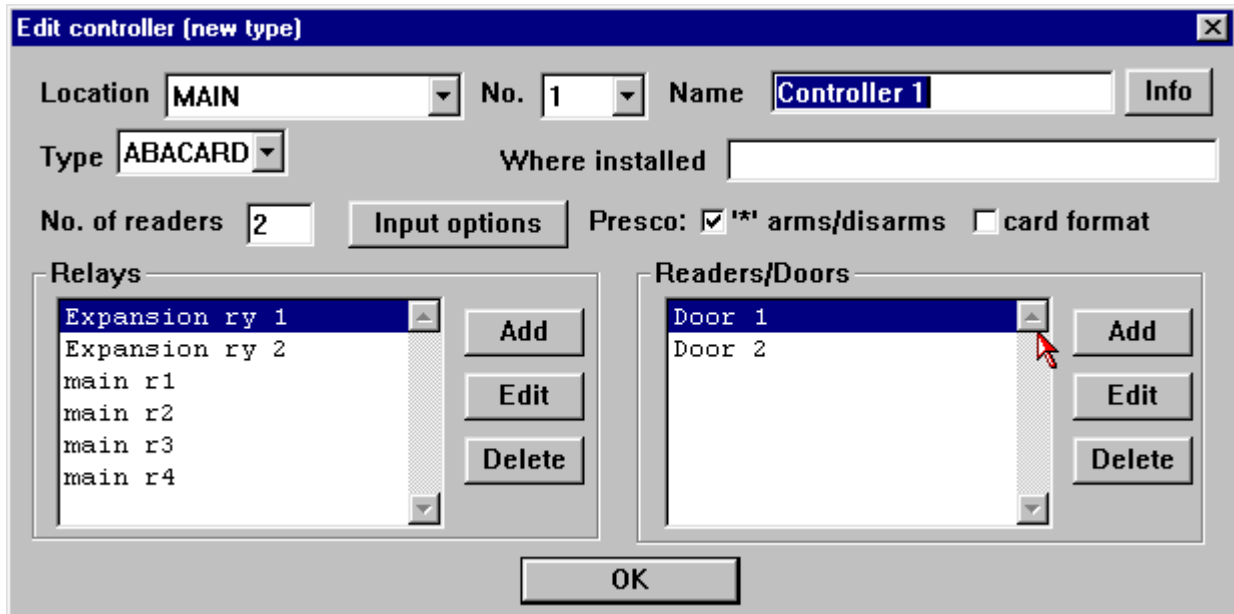 Edit controller (new type)
Location MAIN No. 1 Name Controller 1 Info
Type ABACARD Where installed
No. of readers 2 Input options Presco: '*' arms/disarms card format
Relays
Expansion ry 1
Expansion ry 2
main r1
main r2
main r3
main r4
Add
Edit
Delete
Readers/Doors
Door 1
Door 2
Add
Edit
Delete
OK